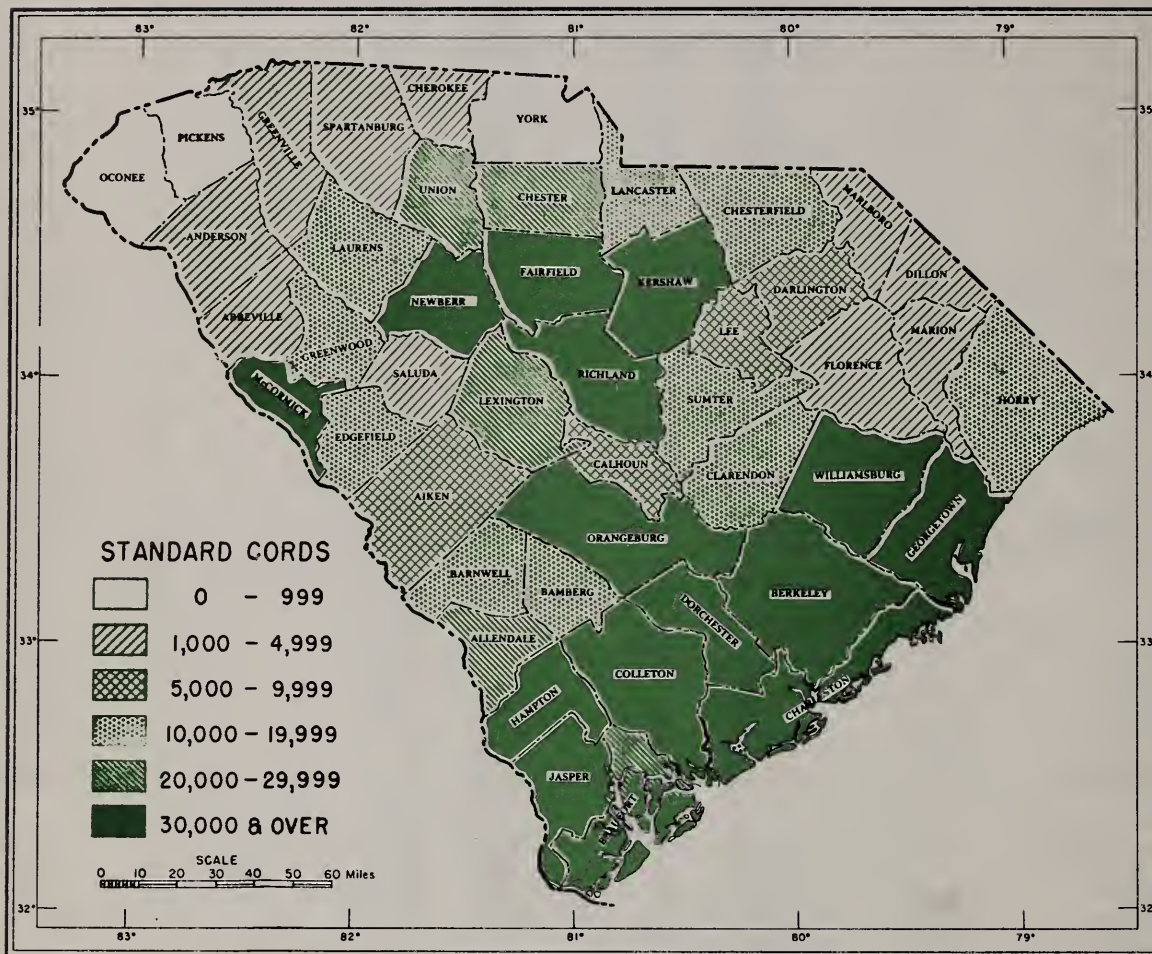 83° 82° 81° 80° 79°
35° 35°
CHEROKEE
YORK
GREENVILLE
SPARTANBURG
PICKENS
OCONEE
UNION
CHESTER
LANCASTER
CHESTERFIELD
MARLBORO
ANDERSON
LAURENS
FAIRFIELD
KERSHAW
DARLINGTON
DILLON
NEWBERR
ABBEVILLE
GREENWOOD
LEE
MARION
34° 34°
SALUDA
RICHLAND
FLORENCE
McCORMICK
LEXINGTON
SUMTER
HORRY
EDGEFIELD
CALHOUN
CLARENDON
WILLIAMSBURG
AIKEN
GEORGETOWN
ORANGEBURG
BARNWELL
BAMBERG
DORCHESTER
BERKELEY
ALLENDALE
33° 33
COLLETON
HAMPTON
CHARLESTON
JASPER
BEAUFORT
STANDARD CORDS
0 - 999
1,000 - 4,999
5,000 - 9,999
10,000 - 19,999
20,000 - 29,999
30,000 & OVER
SCALE
0 10 20 30 40 50 60 Miles
32° 32
83° 82° 81° 80° 79°